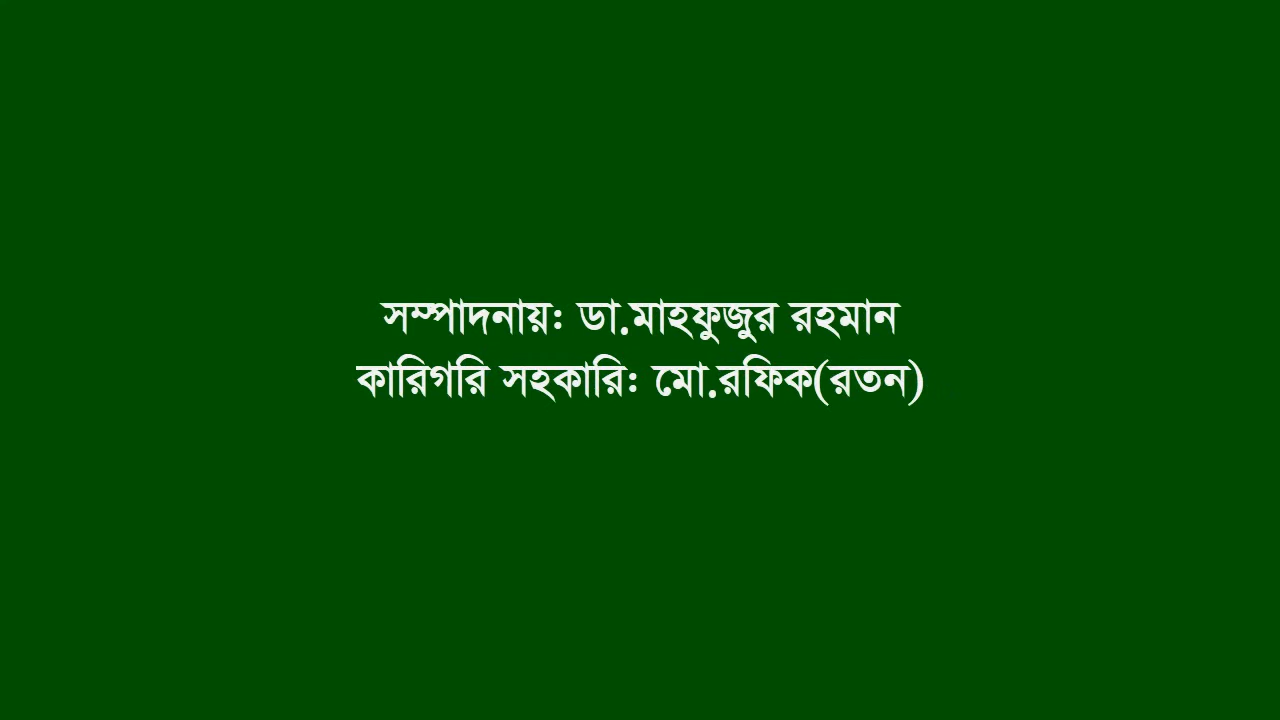 সম্পাদনায়ঃ ডা.মাহফুজুর রহমান
কারিগরি সহকারিঃ মো.রফিক(রতন)